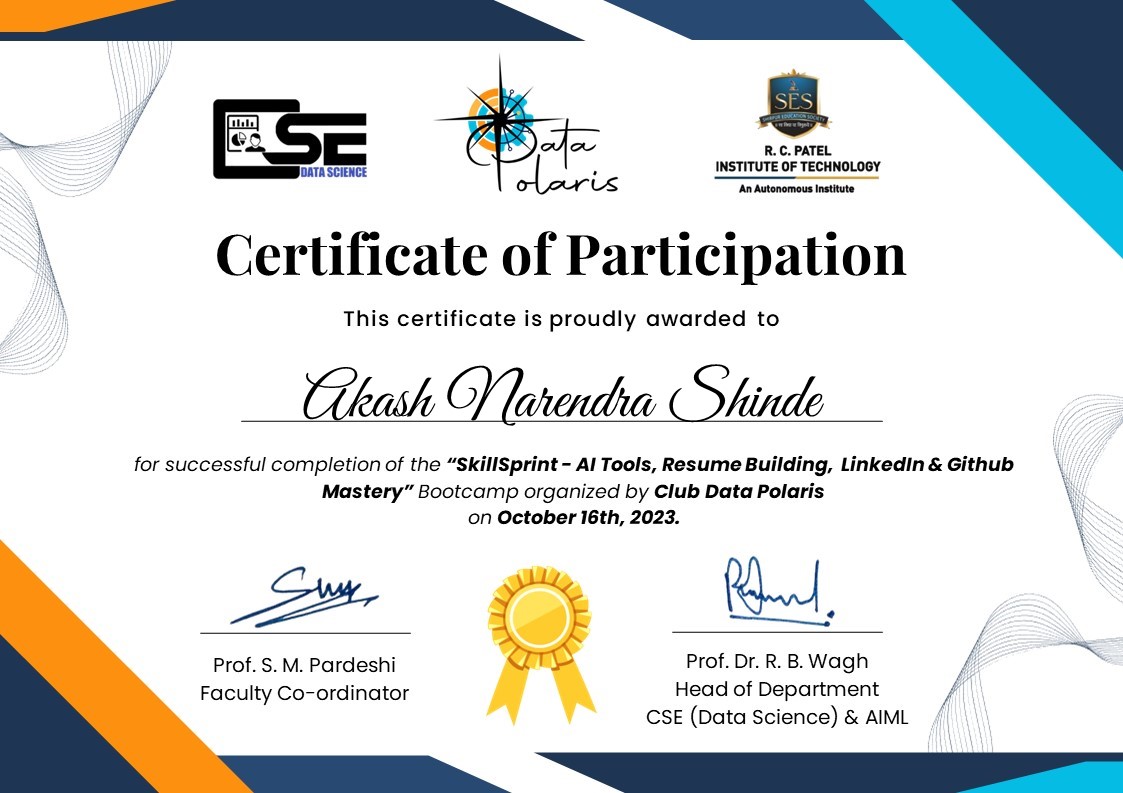 CSE
DATA SCIENCE
Data
Polaris
SES
SHIRPUR EDUCATION SOCIETY
R. C. PATEL
INSTITUTE OF TECHNOLOGY
An Autonomous Institute
Certificate of Participation
This certificate is proudly awarded to
Akash Narendra Shinde
for successful completion of the “SkillSprint - AI Tools, Resume Building, LinkedIn & Github
Mastery” Bootcamp organized by Club Data Polaris
on October 16th, 2023.
Prof. S. M. Pardeshi
Faculty Co-ordinator
Prof. Dr. R. B. Wagh
Head of Department
CSE (Data Science) & AIML